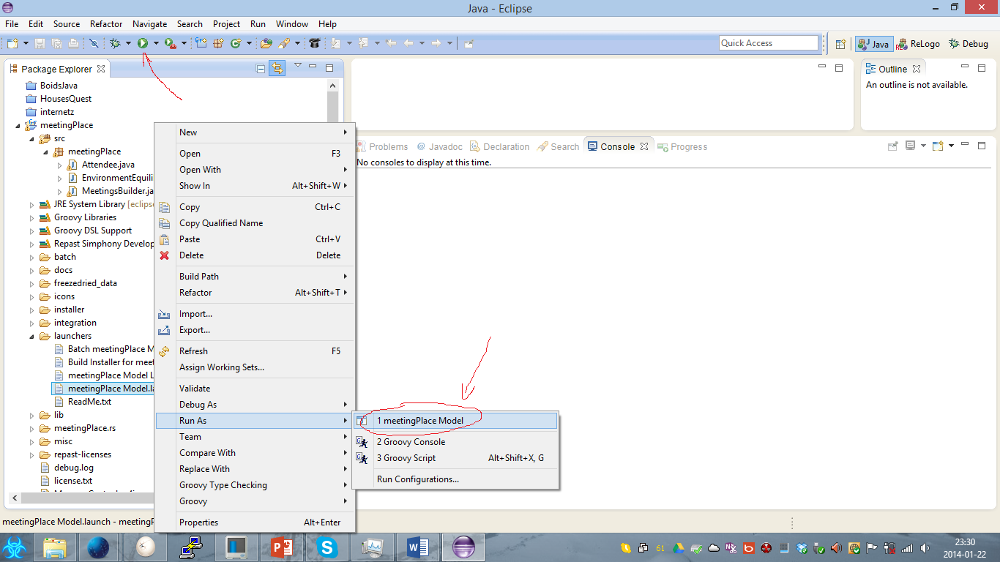 Java - Eclipse
File Edit Source Refactor Navigate Search Project Run Window Help
Quick Access
Java
ReLogo
Debug
Package Explorer
BoidsJava
HousesQuest
internetz
meetingPlace
src
meetingPlace
Attendee.java
EnvironmentEquili
MeetingsBuilder.ja
JRE System Library [eclipse
Groovy Libraries
Groovy DSL Support
Repast Simphony Develop
batch
docs
freezedried_data
icons
installer
integration
launchers
Batch meetingPlace M
Build Installer for meet
meetingPlace Model L
meetingPlace Model.la
ReadMe.txt
lib
meetingPlace.rs
misc
repast-licenses
debug.log
license.txt
New
Open F3
Open With
Show In Alt+Shift+W
Copy Ctrl+C
Copy Qualified Name
Paste Ctrl+V
Delete Delete
Build Path
Refactor Alt+Shift+T
Import...
Export...
Refresh F5
Assign Working Sets...
Validate
Debug As
Run As
Team
Compare With
Replace With
Groovy Type Checking
Groovy
Properties Alt+Enter
1 meetingPlace Model
2 Groovy Console
3 Groovy Script Alt+Shift+X, G
Run Configurations...
Problems @ Javadoc Declaration Search Console Progress
No consoles to display at this time.
Outline
An outline is not available.
meetingPlace Model.launch - meetingP
61
23:30
2014-01-22